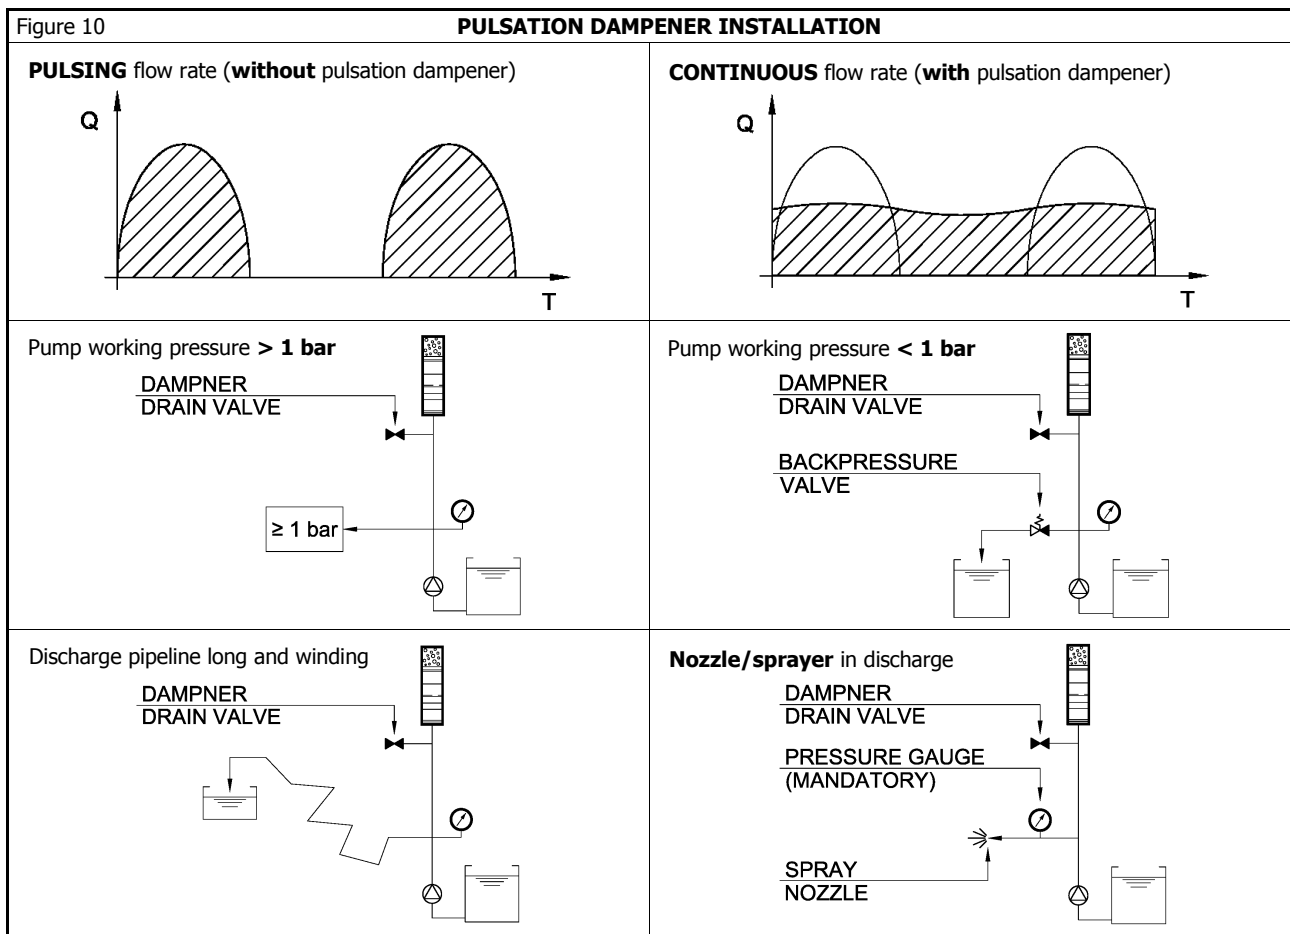 Figure 10
PULSATION DAMPENER INSTALLATION
PULSING flow rate (without pulsation dampener)
Q
T
CONTINUOUS flow rate (with pulsation dampener)
Q
T
Pump working pressure > 1 bar
DAMPNER
DRAIN VALVE
≥ 1 bar
Pump working pressure < 1 bar
DAMPNER
DRAIN VALVE
BACKPRESSURE
VALVE
Discharge pipeline long and winding
DAMPNER
DRAIN VALVE
Nozzle/sprayer in discharge
DAMPNER
DRAIN VALVE
PRESSURE GAUGE
(MANDATORY)
SPRAY
NOZZLE